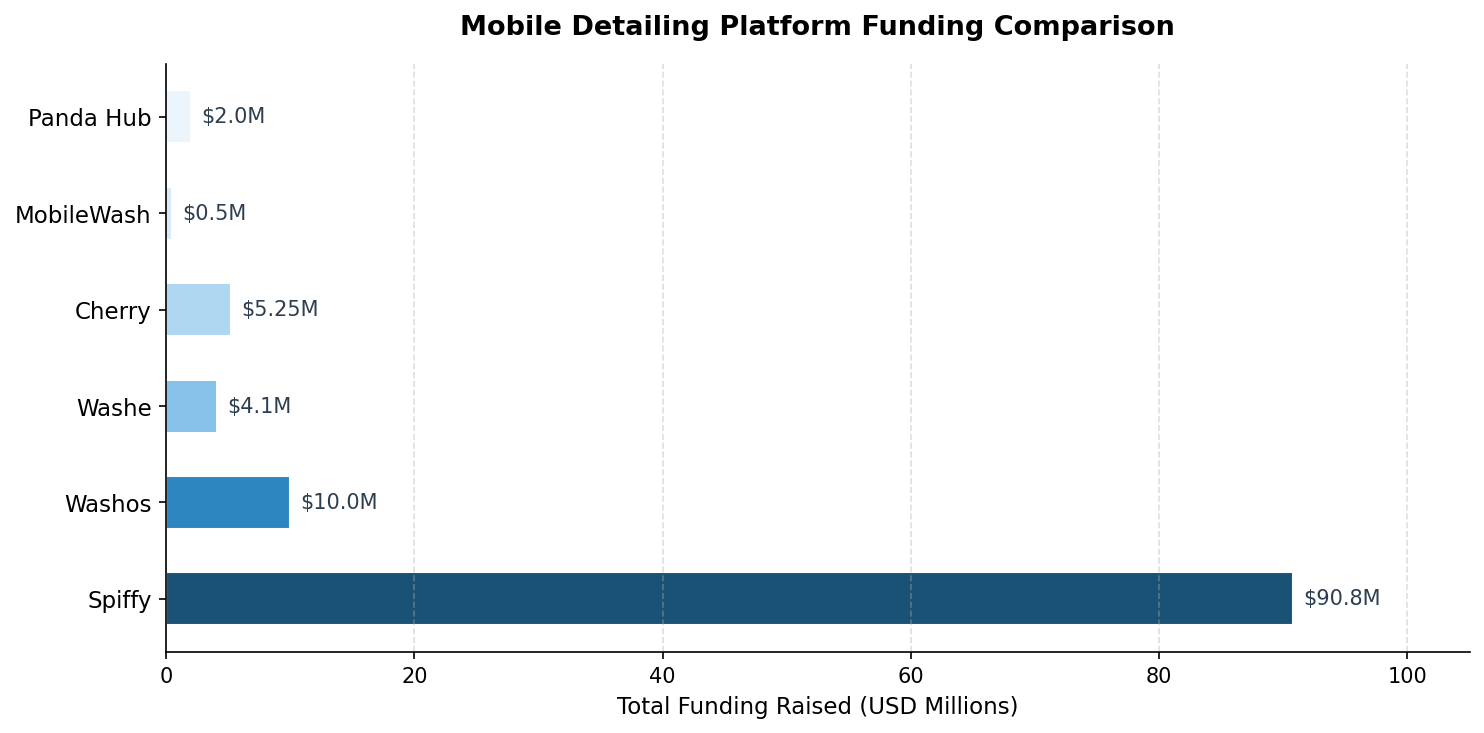 Mobile Detailing Platform Funding Comparison
Panda Hub
$2.0M
MobileWash
$0.5M
Cherry
$5.25M
Washe
$4.1M
Washos
$10.0M
Spiffy
$90.8M
0 20 40 60 80 100
Total Funding Raised (USD Millions)